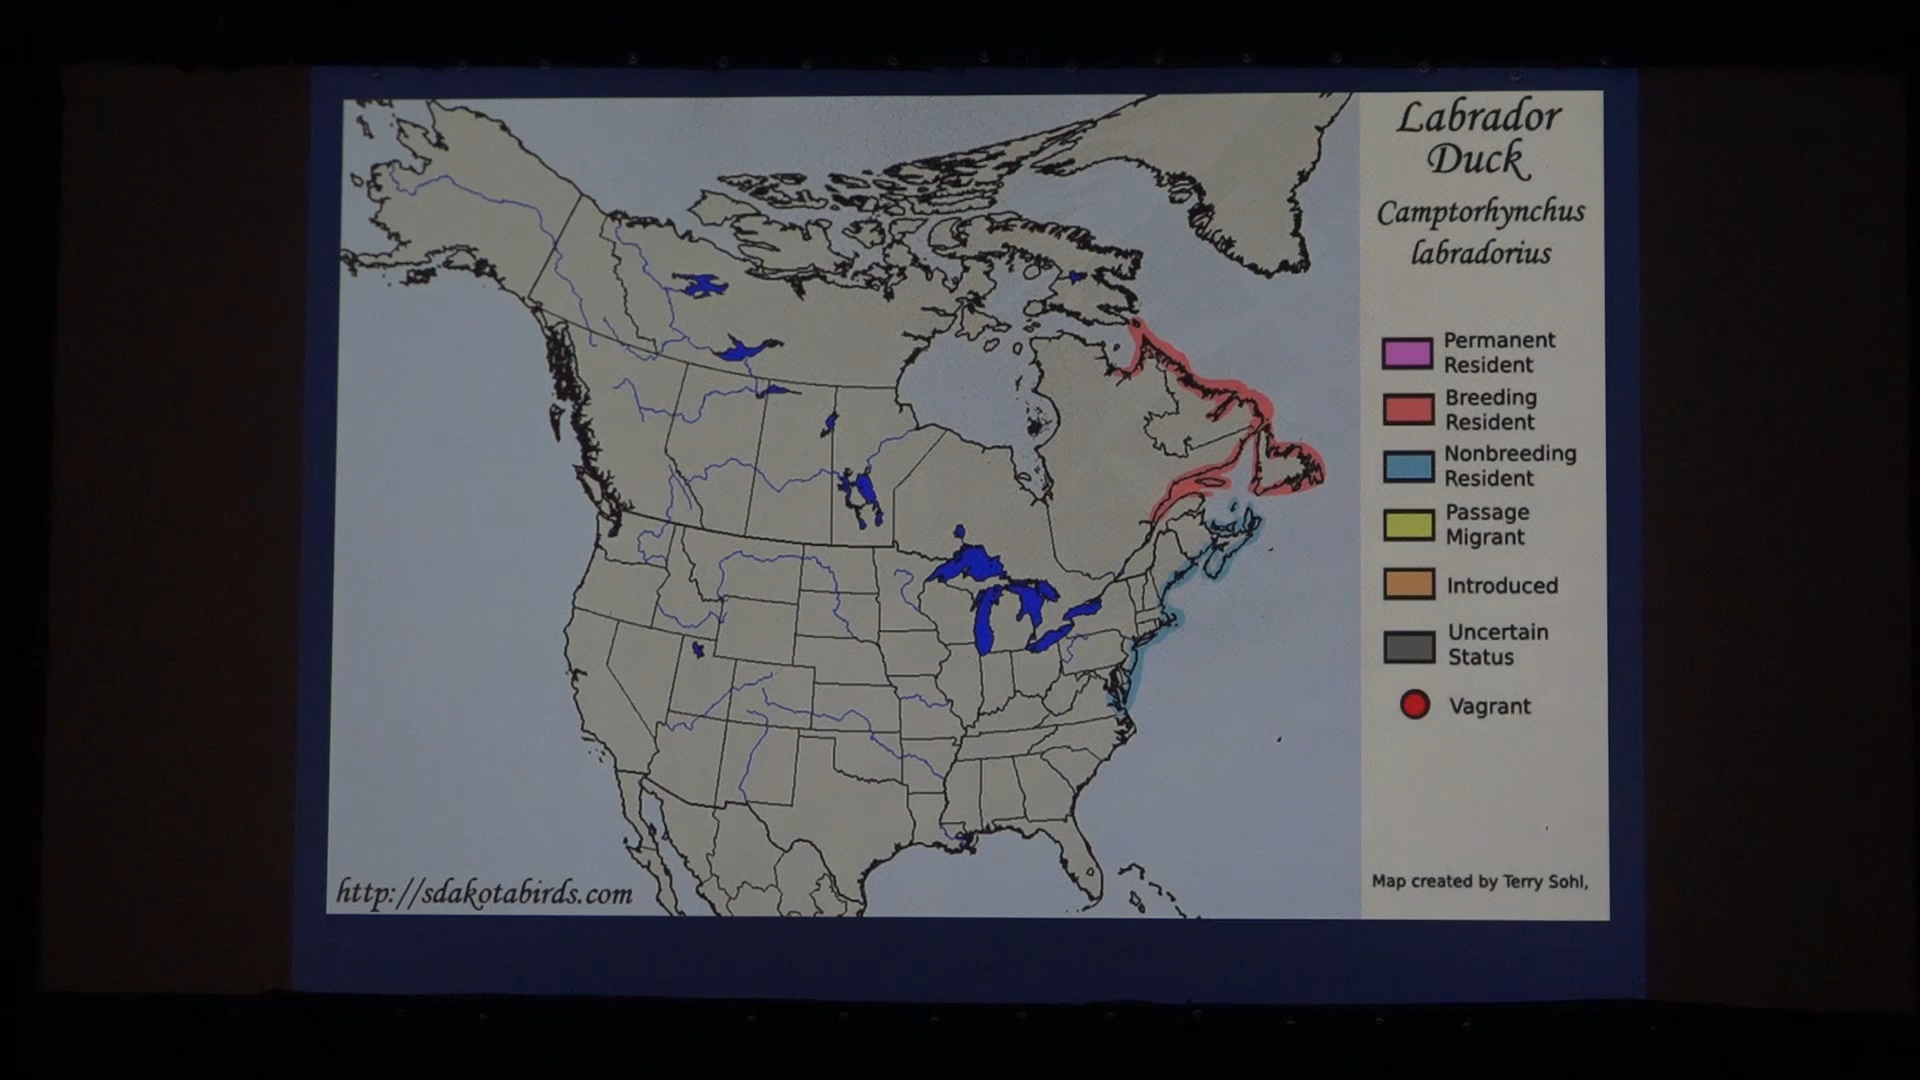 Labrador
Duck
Camptorhynchus
labradorius
Permanent
Resident
Breeding
Resident
Nonbreeding
Resident
Passage
Migrant
Introduced
Uncertain
Status
Vagrant
Map created by Terry Sohl,
http://sdakotabirds.com